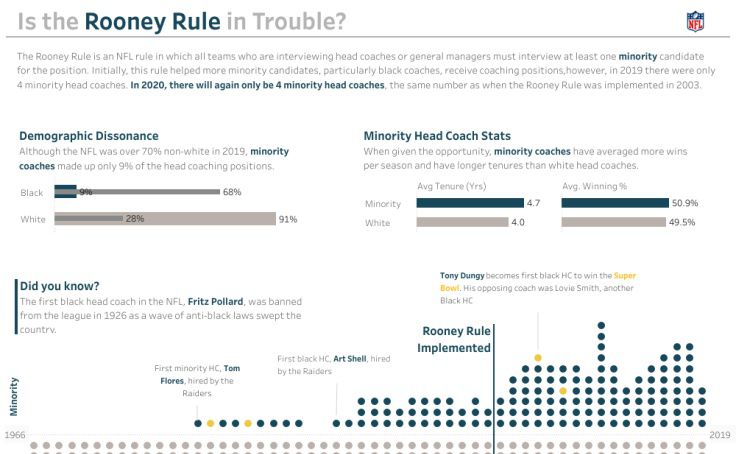 Is the Rooney Rule in Trouble?
NFL
The Rooney Rule is an NFL rule in which all teams who are interviewing head coaches or general managers must interview at least one minority candidate
for the position. Initially, this rule helped more minority candidates, particularly black coaches, receive coaching positions,however, in 2019 there were only
4 minority head coaches. In 2020, there will again only be 4 minority head coaches, the same number as when the Rooney Rule was implemented in 2003.
Demographic Dissonance
Although the NFL was over 70% non-white in 2019, minority
coaches made up only 9% of the head coaching positions.
Black
9%
68%
White
28%
91%
Minority Head Coach Stats
When given the opportunity, minority coaches have averaged more wins
per season and have longer tenures than white head coaches.
Avg Tenure (Yrs)
Avg. Winning %
Minority
4.7
50.9%
White
4.0
49.5%
Did you know?
The first black head coach in the NFL, Fritz Pollard, was banned
from the league in 1926 as a wave of anti-black laws swept the
country.
Tony Dungy becomes first black HC to win the Super
Bowl. His opposing coach was Lovie Smith, another
Black HC
Rooney Rule
Implemented
First minority HC, Tom
Flores, hired by the
Raiders
First black HC, Art Shell, hired
by the Raiders
Minority
1966
2019